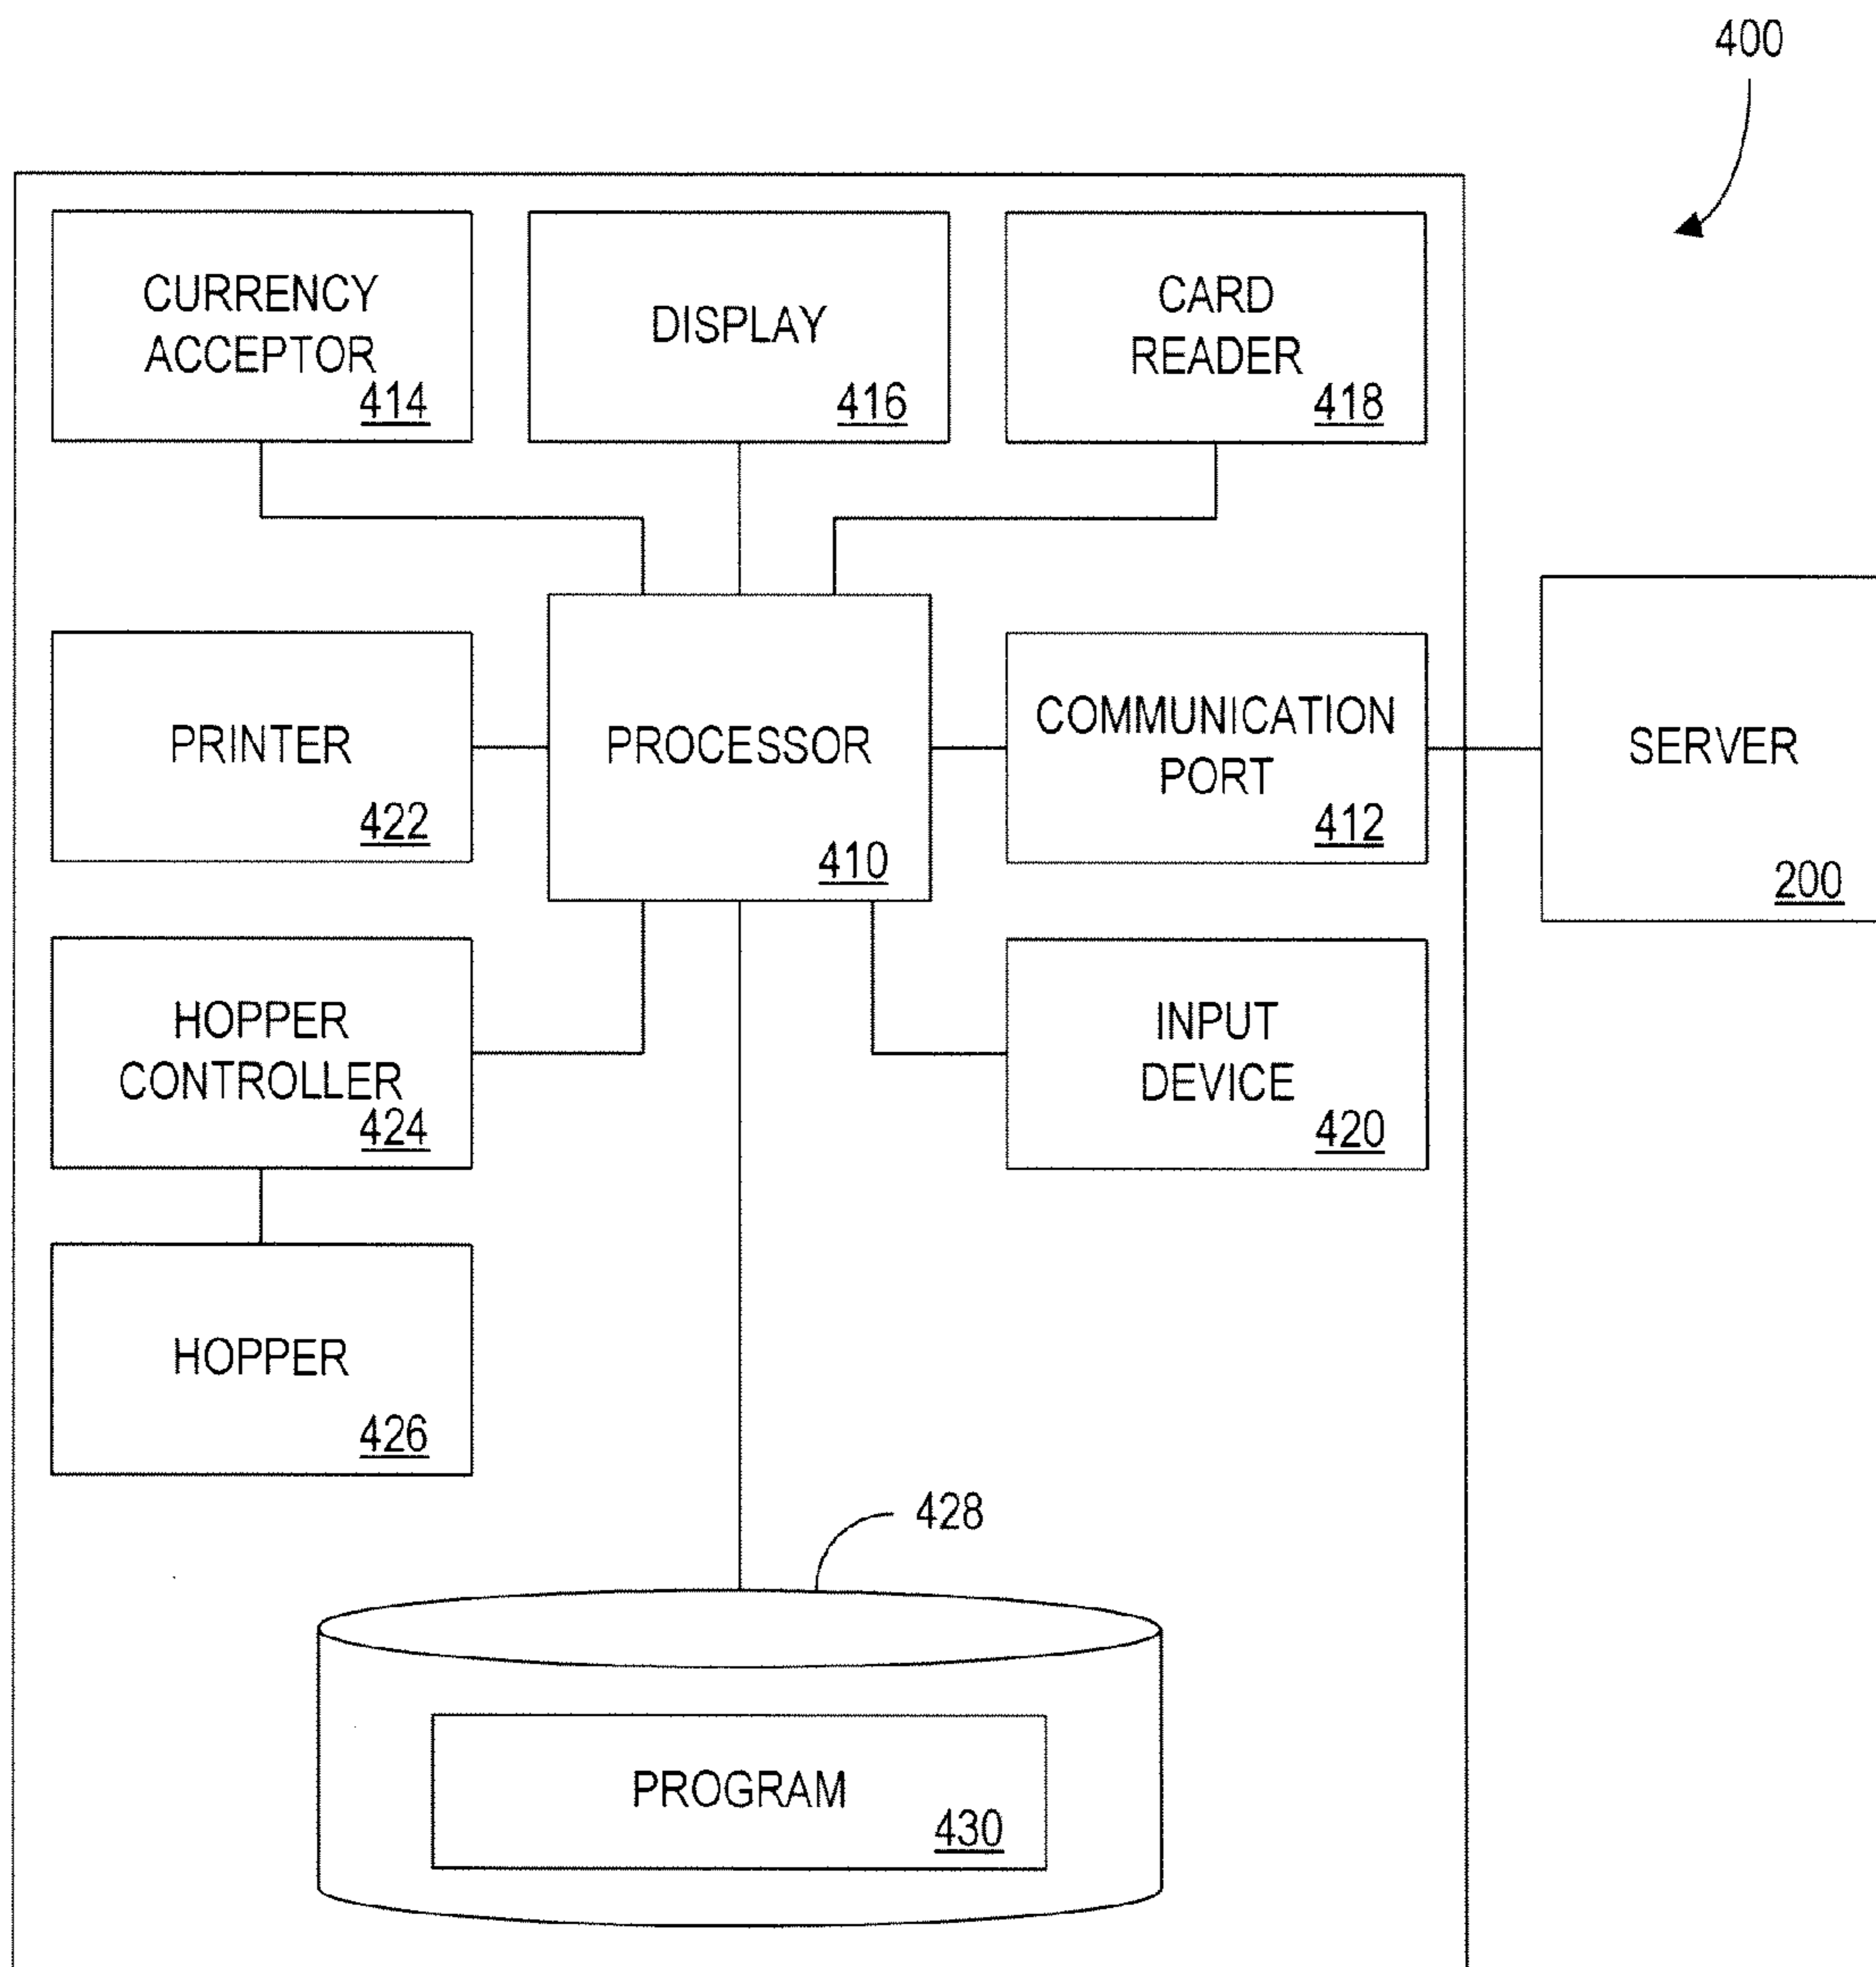 400
CURRENCY
ACCEPTOR
414
DISPLAY
416
CARD
READER
418
PRINTER
422
PROCESSOR
410
COMMUNICATION
PORT
412
SERVER
200
HOPPER
CONTROLLER
424
INPUT
DEVICE
420
HOPPER
426
428
PROGRAM
430